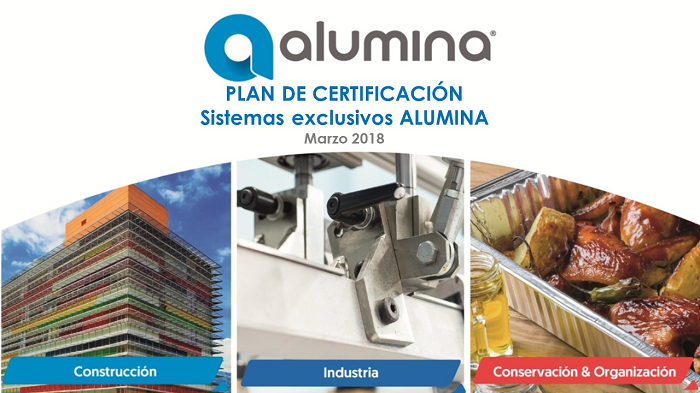 alumina®
PLAN DE CERTIFICACIÓN
Sistemas exclusivos ALUMINA
Marzo 2018
Construcción
Industria
Conservación & Organización